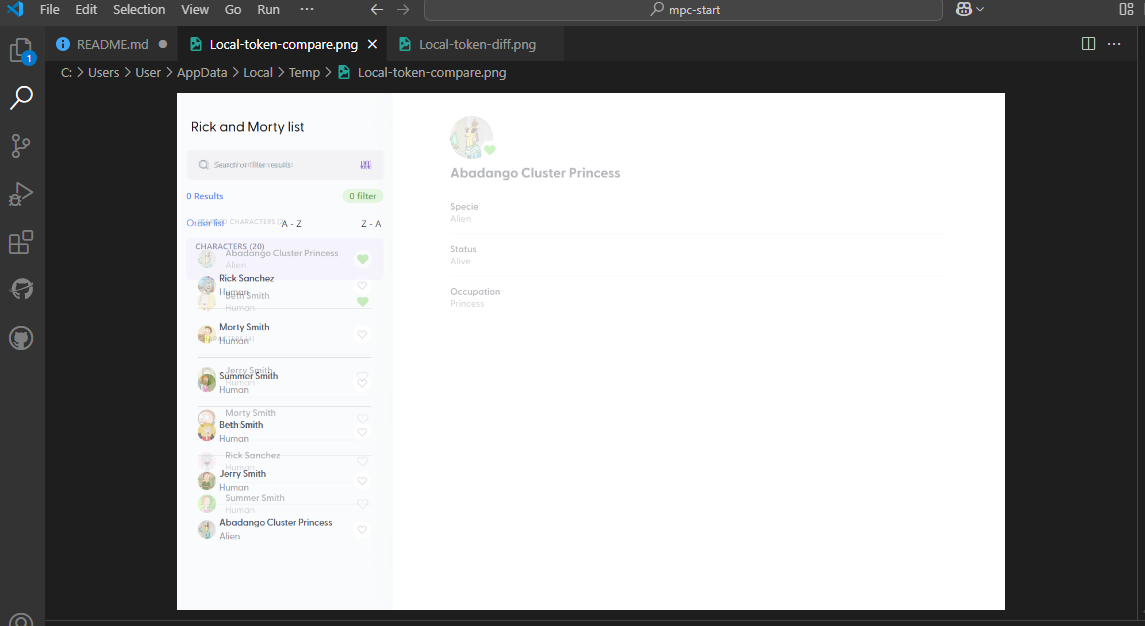 File Edit Selection View Go Run ···
mpc-start
README.md
Local-token-compare.png
Local-token-diff.png
C: > Users > User > AppData > Local > Temp > Local-token-compare.png
1
Rick and Morty list
Search or filter results
0 Results
0 filter
Order list
CHARACTERS (2)
A - Z
Z - A
CHARACTERS (20)
Abadango Cluster Princess
Alien
Rick Sanchez
Human
Beth Smith
Human
Morty Smith
Human
Jerry Smith
Summer Smith
Human
Human
Morty Smith
Beth Smith
Human
Rick Sanchez
Human
Jerry Smith
Human
Summer Smith
Human
Abadango Cluster Princess
Alien
Abadango Cluster Princess
Specie
Alien
Status
Alive
Occupation
Princess